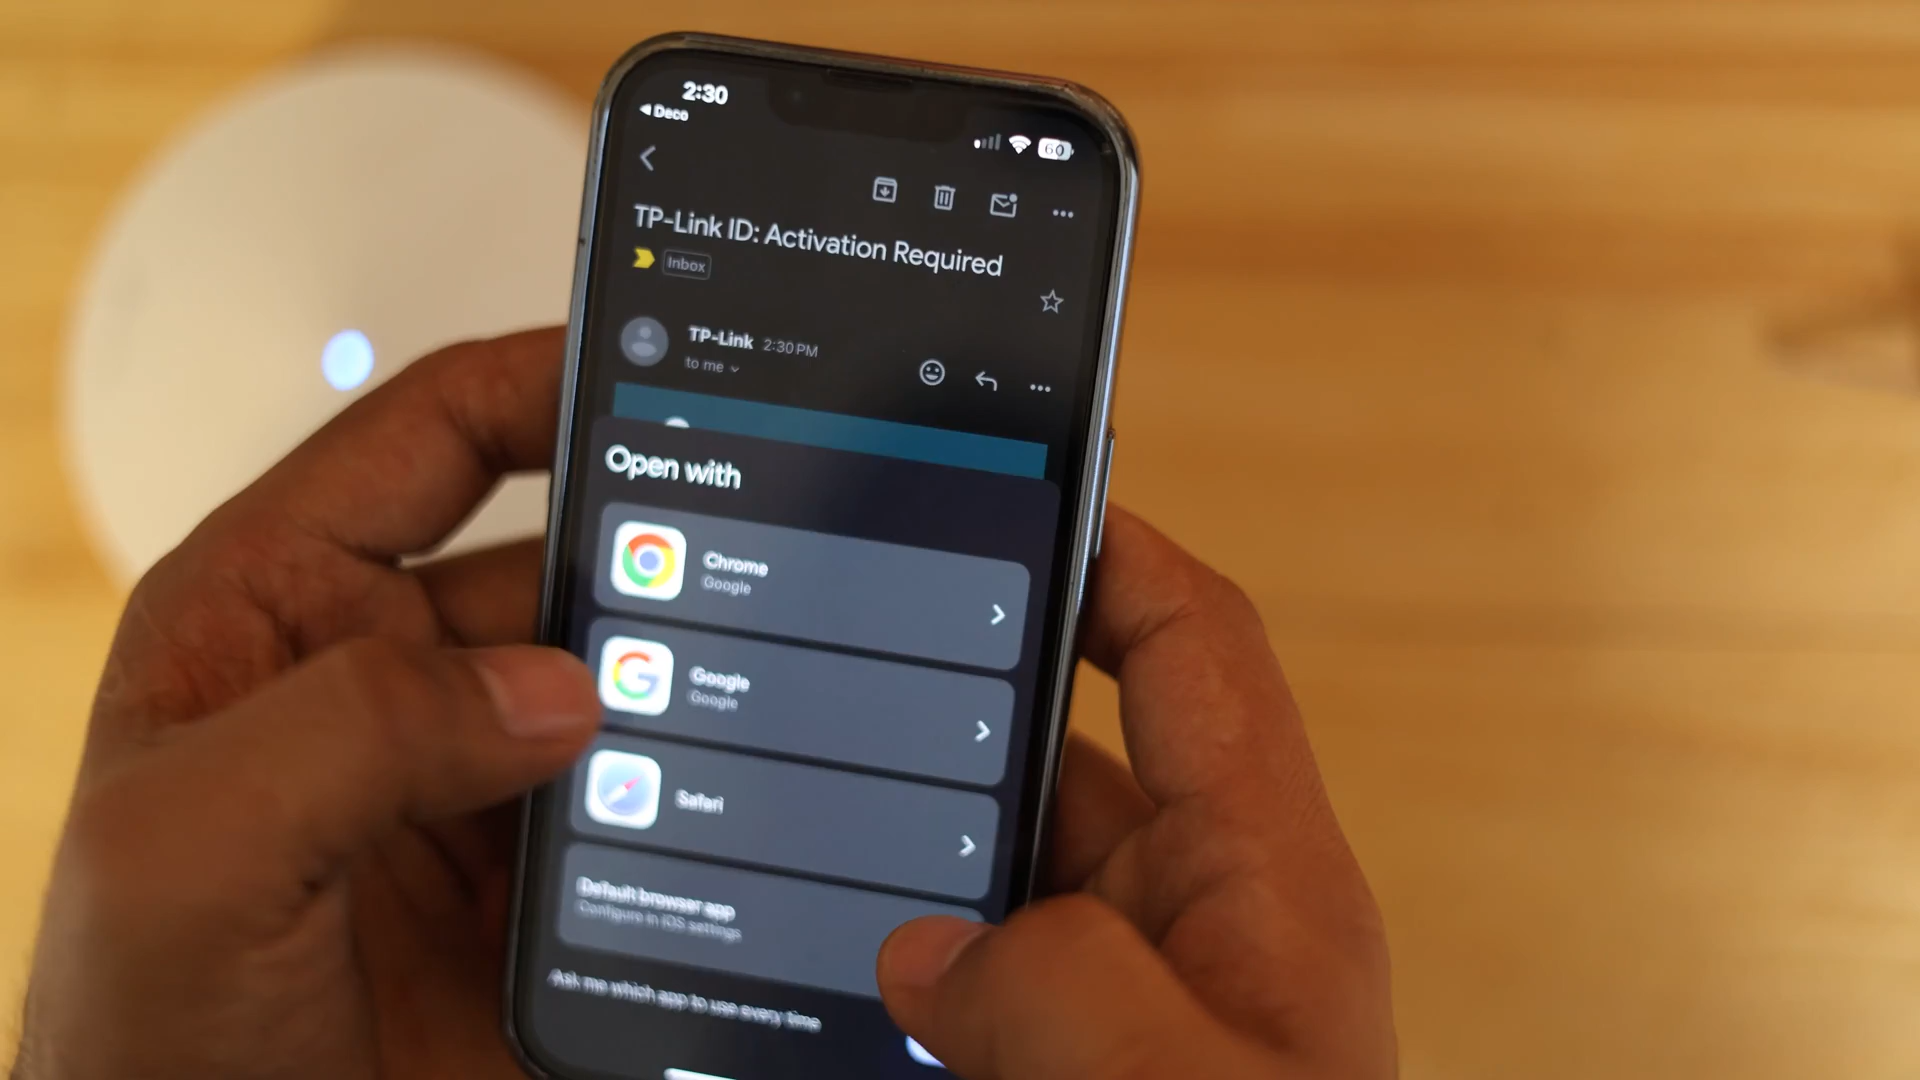 2:30
◀ Deco
60
TP-Link ID: Activation Required
Inbox
TP-Link 2:30 PM
to me
Open with
Chrome
Google
Google
Google
Safari
Default browser app
Configure in iOS settings
Ask me which app to use every time